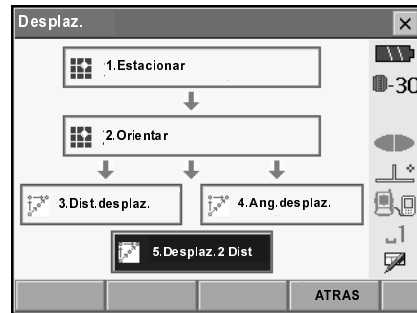 Desplaz.
1.Estacionar
-30
2.Orientar
3.Dist.desplaz.
4.Ang.desplaz.
1
5.Desplaz.2 Dist
ATRAS